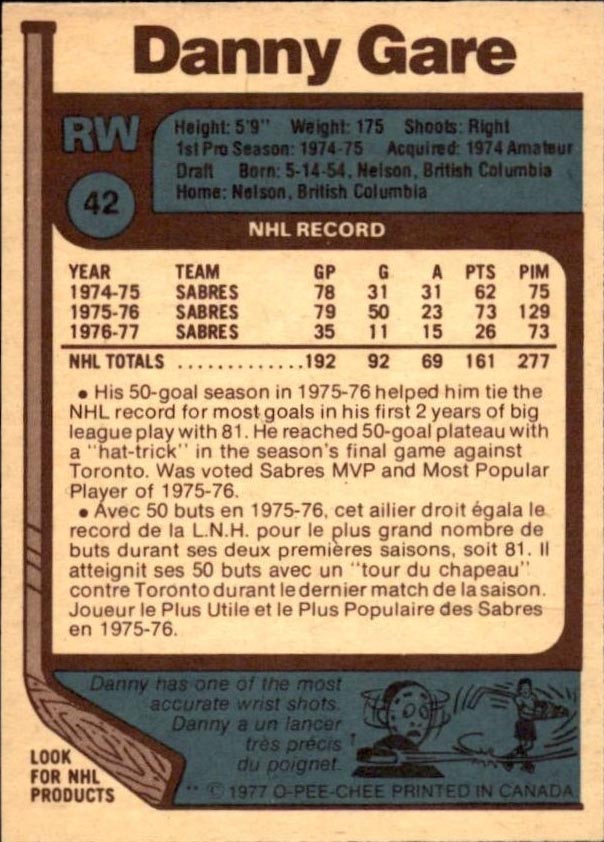 Danny Gare
RW
42
Height: 5'9" Weight: 175 Shoots: Right
1st Pro Season: 1974-75 Acquired: 1974 Amateur
Draft Born: 5-14-54, Nelson, British Columbia
Home: Nelson, British Columbia
NHL RECORD
YEAR TEAM GP G A PTS PIM
1974-75 SABRES 78 31 31 62 75
1975-76 SABRES 79 50 23 73 129
1976-77 SABRES 35 11 15 26 73
NHL TOTALS ............. 192 92 69 161 277
• His 50-goal season in 1975-76 helped him tie the
NHL record for most goals in his first 2 years of big
league play with 81. He reached 50-goal plateau with
a "hat-trick" in the season's final game against
Toronto. Was voted Sabres MVP and Most Popular
Player of 1975-76.
• Avec 50 buts en 1975-76, cet ailier droit égala le
record de la L.N.H. pour le plus grand nombre de
buts durant ses deux premières saisons, soit 81. Il
atteignit ses 50 buts avec un "tour du chapeau"
contre Toronto durant le dernier match de la saison.
Joueur le Plus Utile et le Plus Populaire des Sabres
en 1975-76.
Danny has one of the most
accurate wrist shots.
Danny a un lancer
très précis
du poignet.
LOOK
FOR NHL
PRODUCTS
** © 1977 O-PEE-CHEE PRINTED IN CANADA